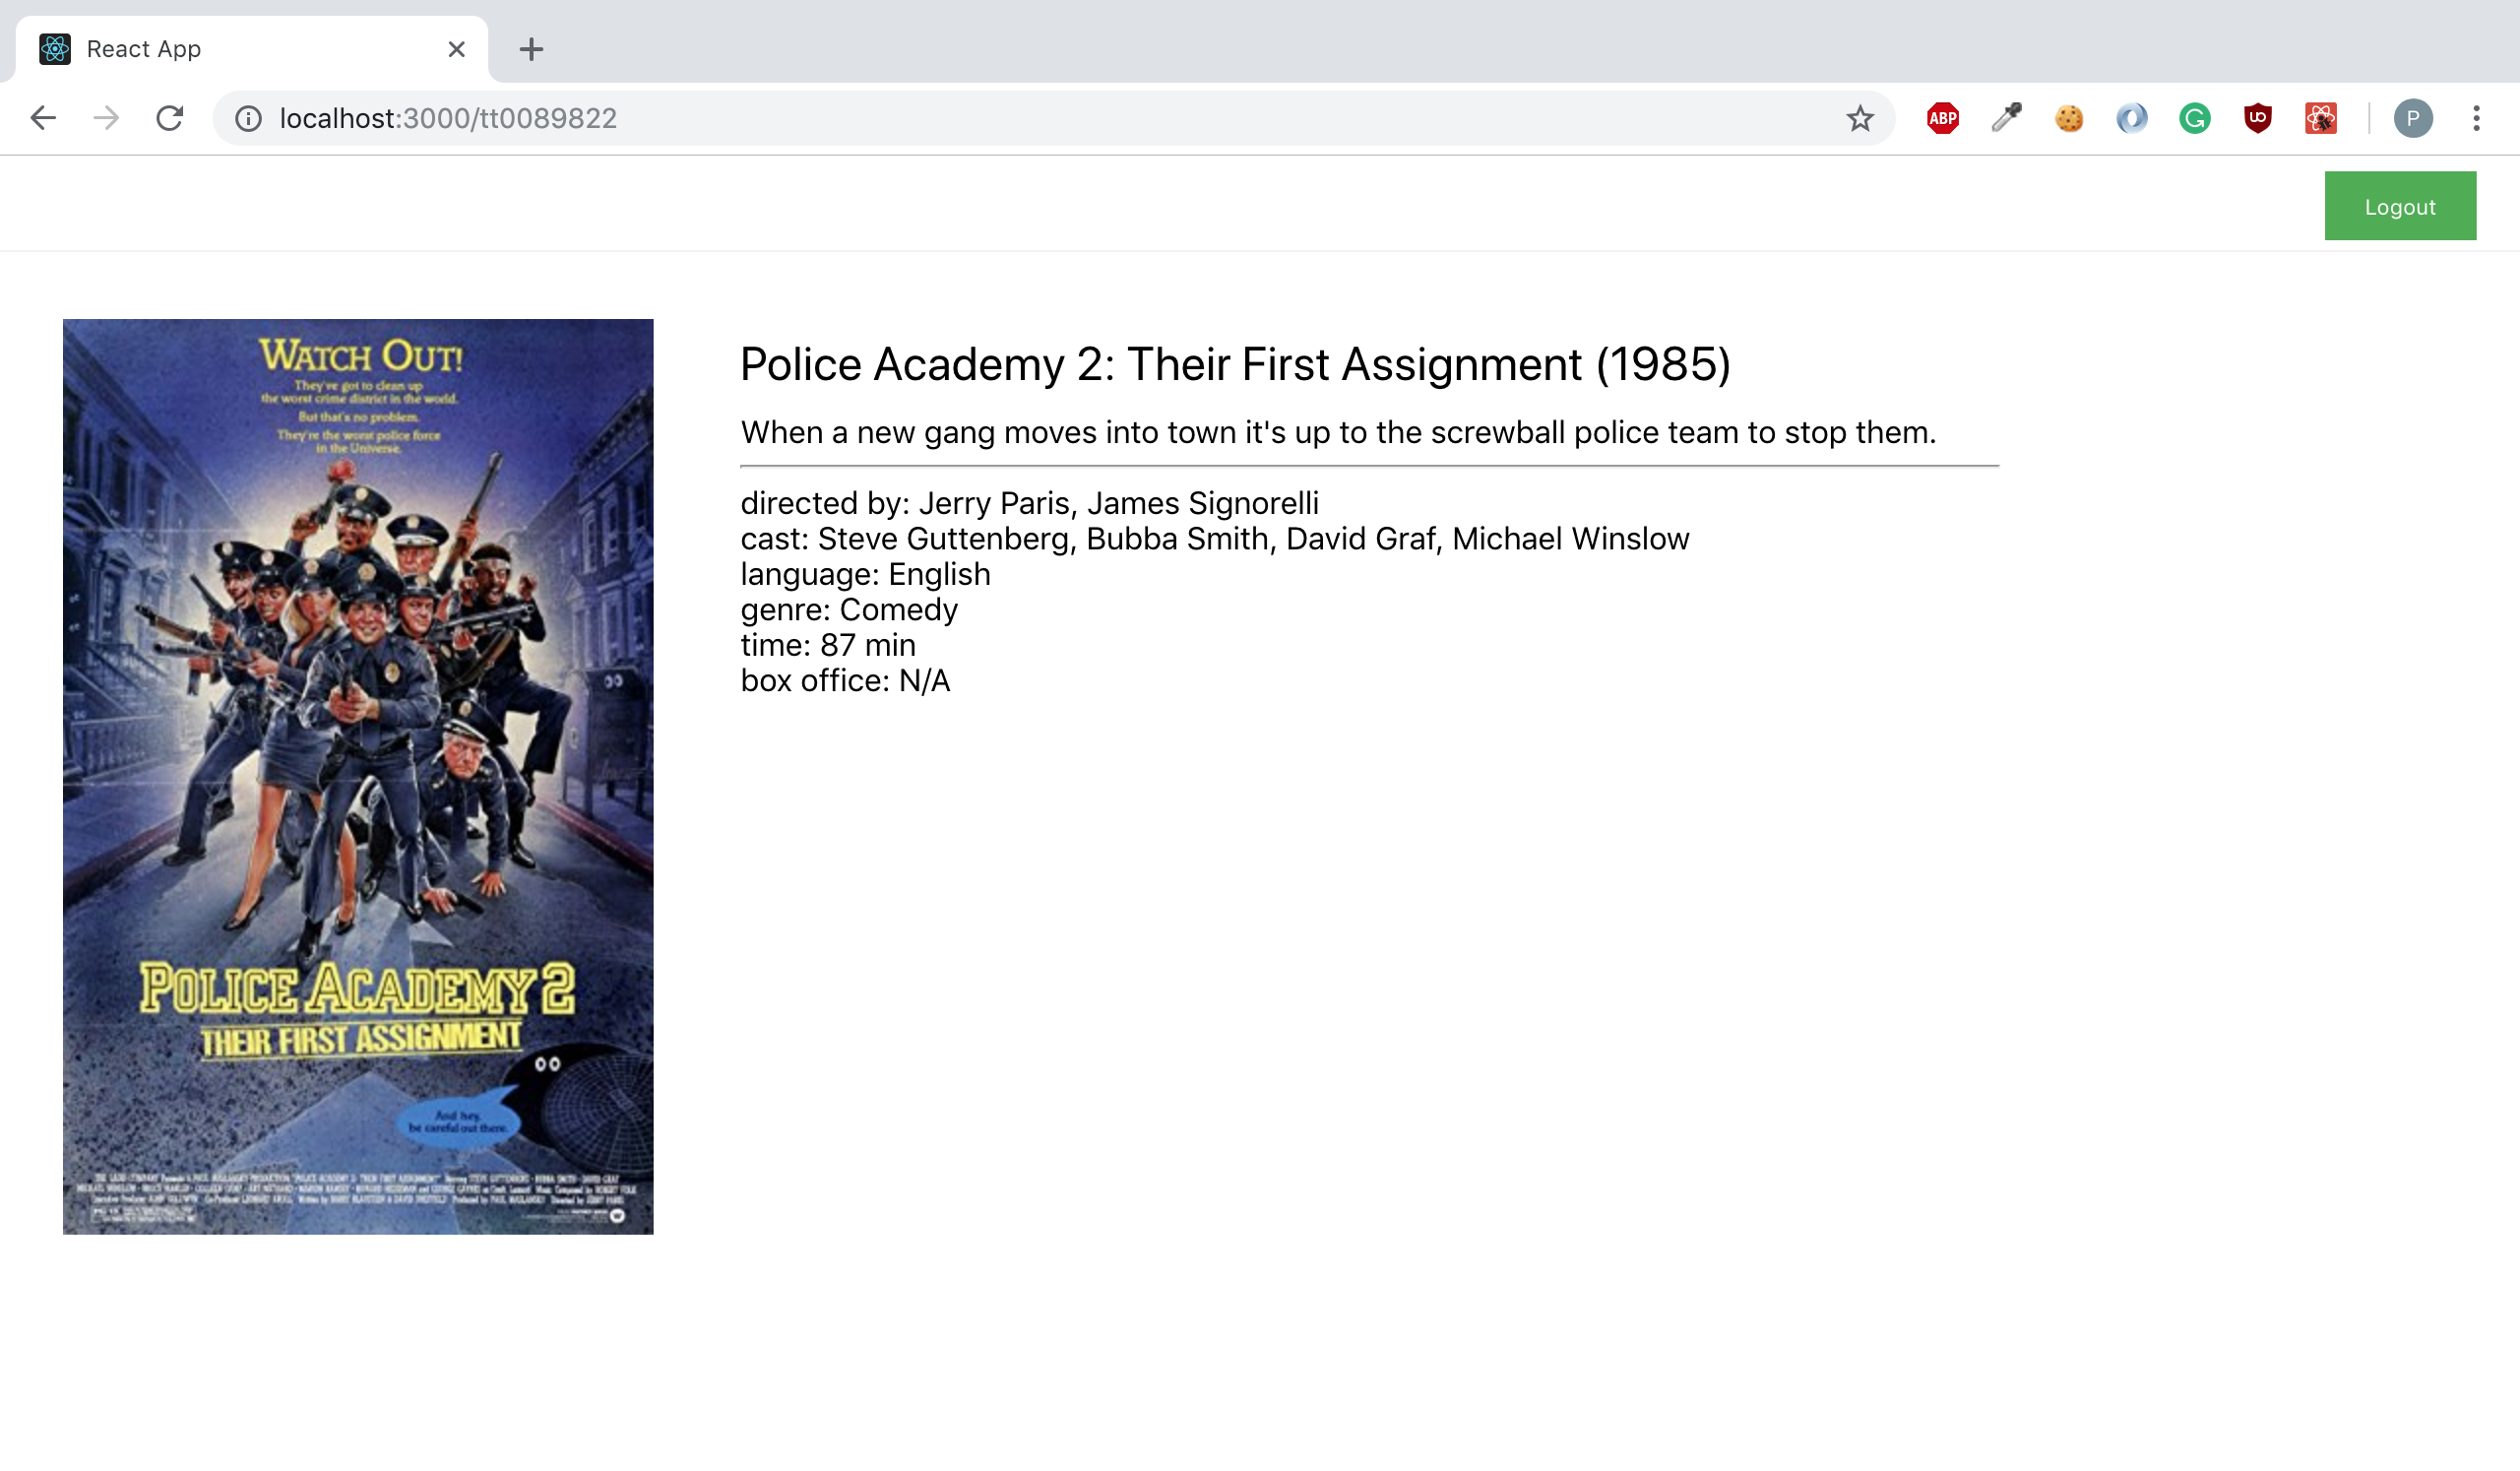 React App
localhost:3000/tt0089822
ABP
P
Logout
WATCH OUT!
They've got to clean up
the worst crime district in the world.
But that's no problem.
They're the worst police force
in the Universe.
POLICE ACADEMY 2
THEIR FIRST ASSIGNMENT
And hey,
be careful out there.
Police Academy 2: Their First Assignment (1985)
When a new gang moves into town it's up to the screwball police team to stop them.
directed by: Jerry Paris, James Signorelli
cast: Steve Guttenberg, Bubba Smith, David Graf, Michael Winslow
language: English
genre: Comedy
time: 87 min
box office: N/A